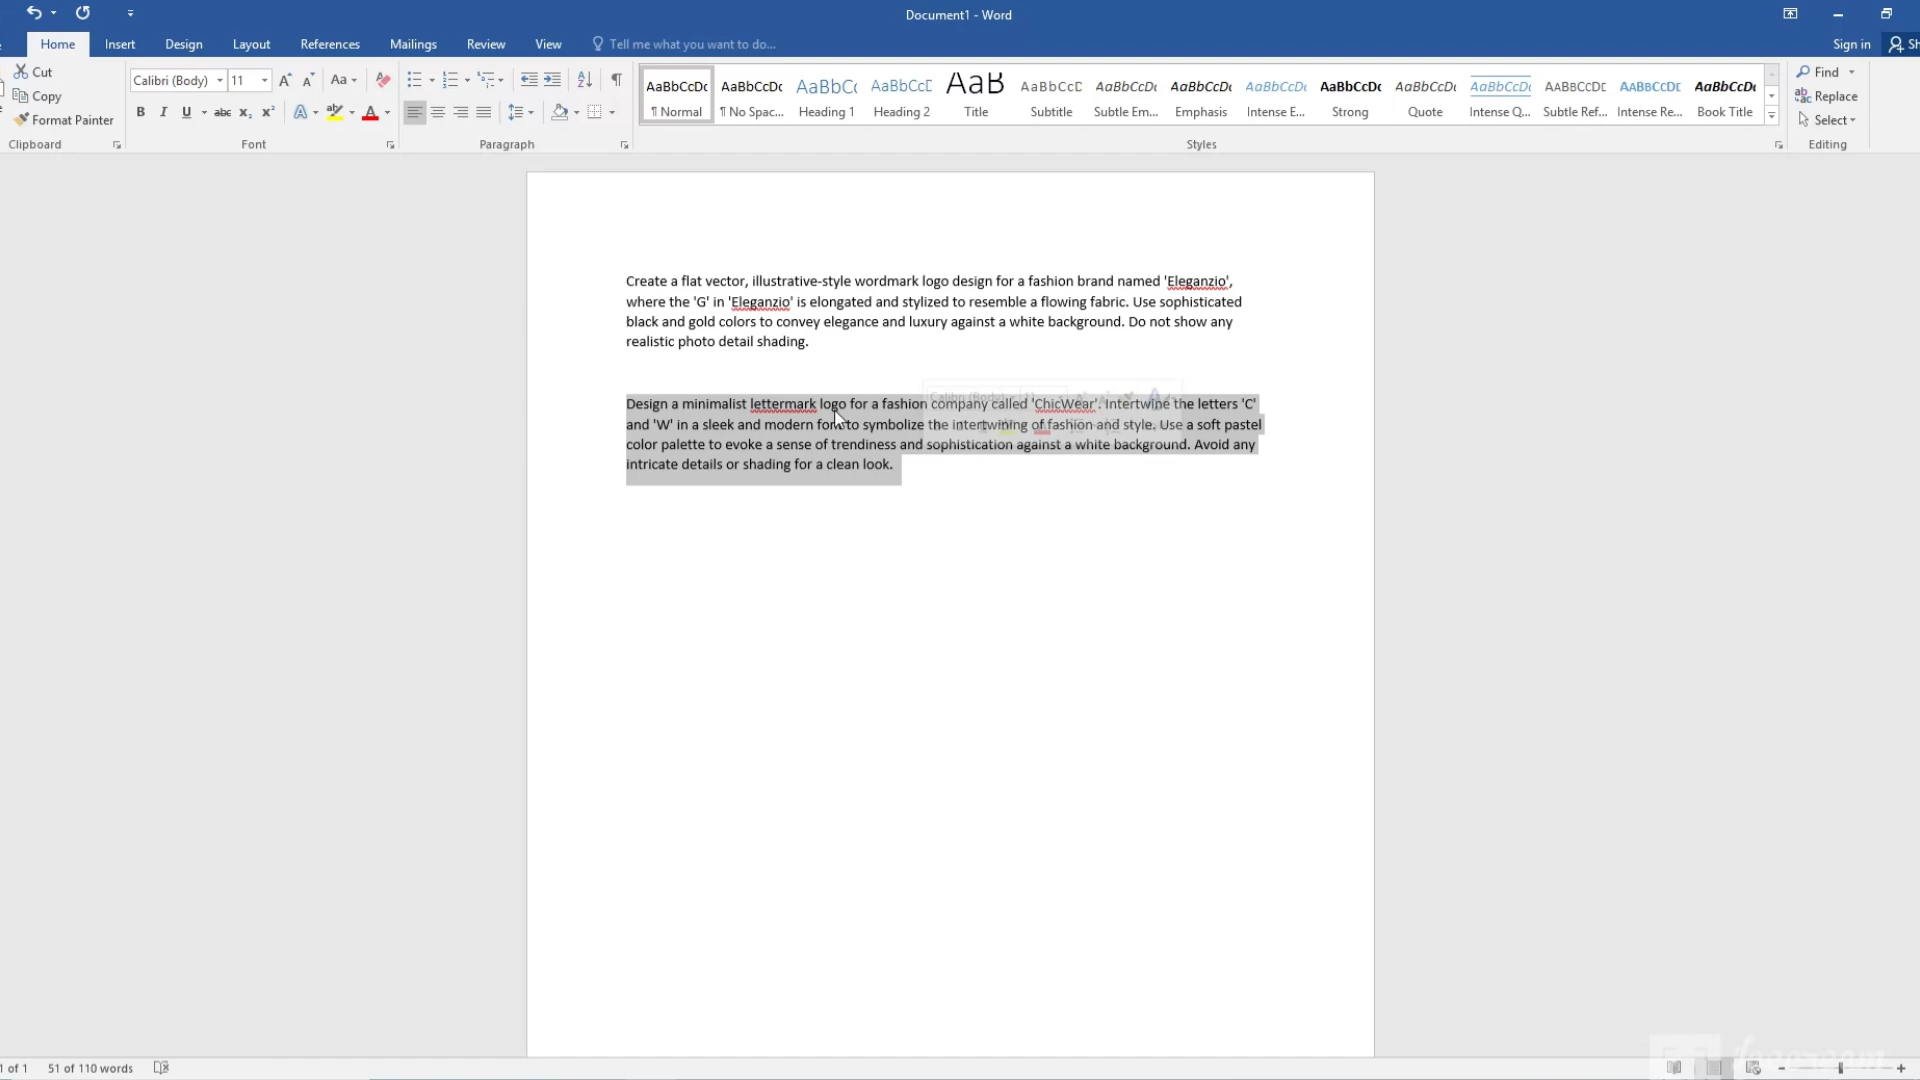 Document1 - Word
Home Insert Design Layout References Mailings Review View Tell me what you want to do... Sign in Sh
Cut
Copy
Format Painter
Clipboard
Calibri (Body) 11 Aa
B I U abc x₂ x² A A
Font
Paragraph
AaBbCcDc AaBbCcDc AaBbC( AaBbCcD AaB AaBbCcD AaBbCcDc AaBbCcDc AaBbCcDc AaBbCcDc AaBbCcDc AaBbCcDc AABBCCDD AABBCCDD AaBbCcDc
¶ Normal ¶ No Spac... Heading 1 Heading 2 Title Subtitle Subtle Em... Emphasis Intense E... Strong Quote Intense Q... Subtle Ref... Intense Re... Book Title
Styles
Find
Replace
Select
Editing
Create a flat vector, illustrative-style wordmark logo design for a fashion brand named 'Eleganzio',
where the 'G' in 'Eleganzio' is elongated and stylized to resemble a flowing fabric. Use sophisticated
black and gold colors to convey elegance and luxury against a white background. Do not show any
realistic photo detail shading.
Design a minimalist lettermark logo for a fashion company called 'ChicWear'. Intertwine the letters 'C'
and 'W' in a sleek and modern font to symbolize the intertwining of fashion and style. Use a soft pastel
color palette to evoke a sense of trendiness and sophistication against a white background. Avoid any
intricate details or shading for a clean look.
1 of 1 51 of 110 words